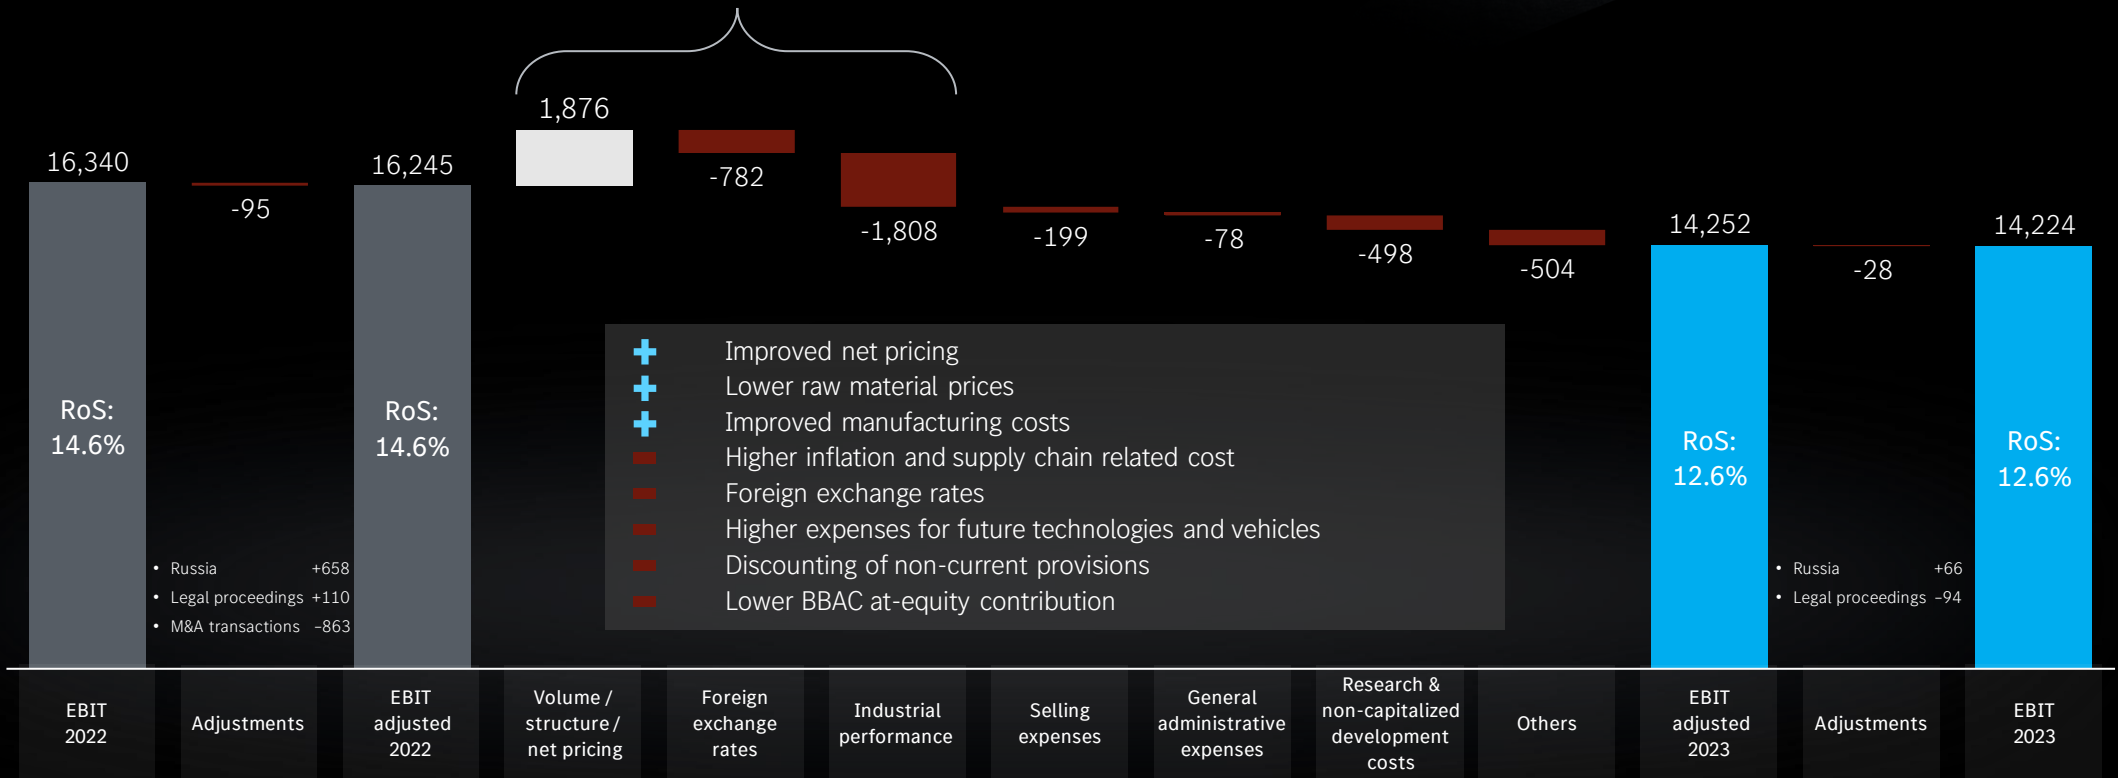 16,340
-95
16,245
1,876
-782
-1,808
-199
-78
-498
-504
14,252
-28
14,224
RoS:
14.6%
RoS:
14.6%
RoS:
12.6%
RoS:
12.6%
Improved net pricing
Lower raw material prices
Improved manufacturing costs
Higher inflation and supply chain related cost
Foreign exchange rates
Higher expenses for future technologies and vehicles
Discounting of non-current provisions
Lower BBAC at-equity contribution
• Russia +658
• Legal proceedings +110
• M&A transactions –863
• Russia +66
• Legal proceedings –94
EBIT
2022
Adjustments
EBIT
adjusted
2022
Volume /
structure /
net pricing
Foreign
exchange
rates
Industrial
performance
Selling
expenses
General
administrative
expenses
Research &
non-capitalized
development
costs
Others
EBIT
adjusted
2023
Adjustments
EBIT
2023